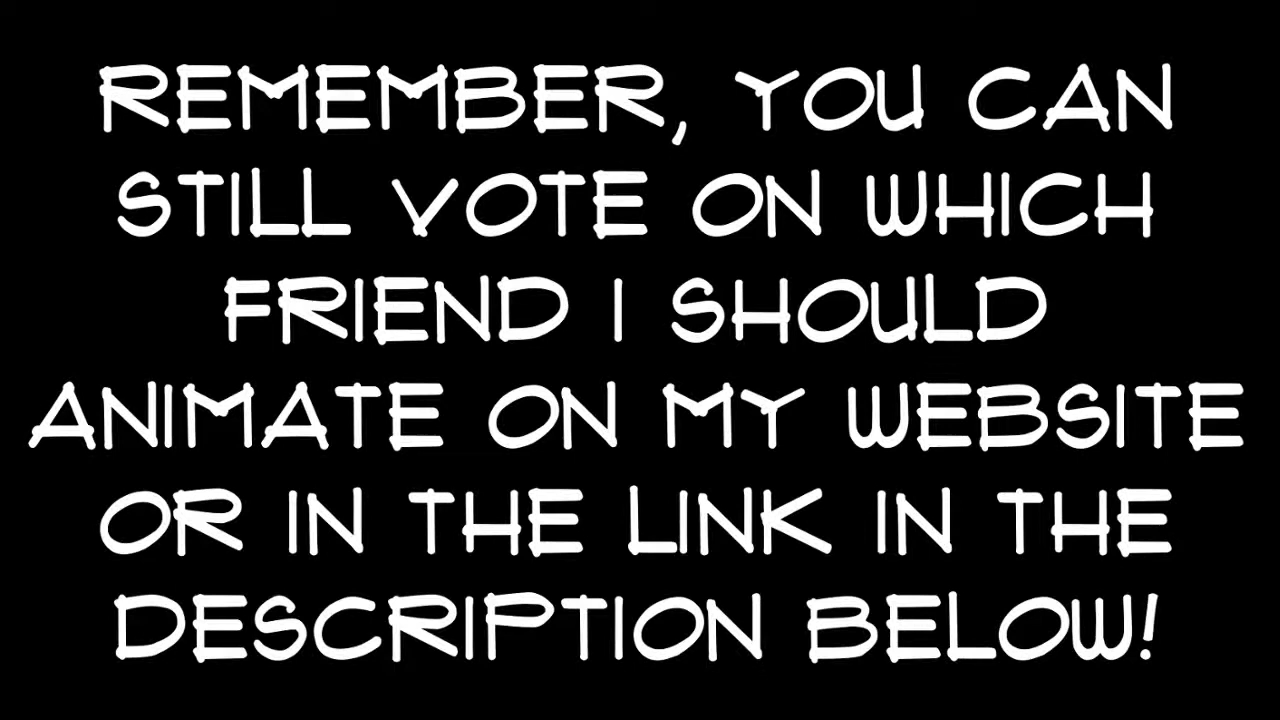 REMEMBER, YOU CAN
STILL VOTE ON WHICH
FRIEND I SHOULD
ANIMATE ON MY WEBSITE
OR IN THE LINK IN THE
DESCRIPTION BELOW!